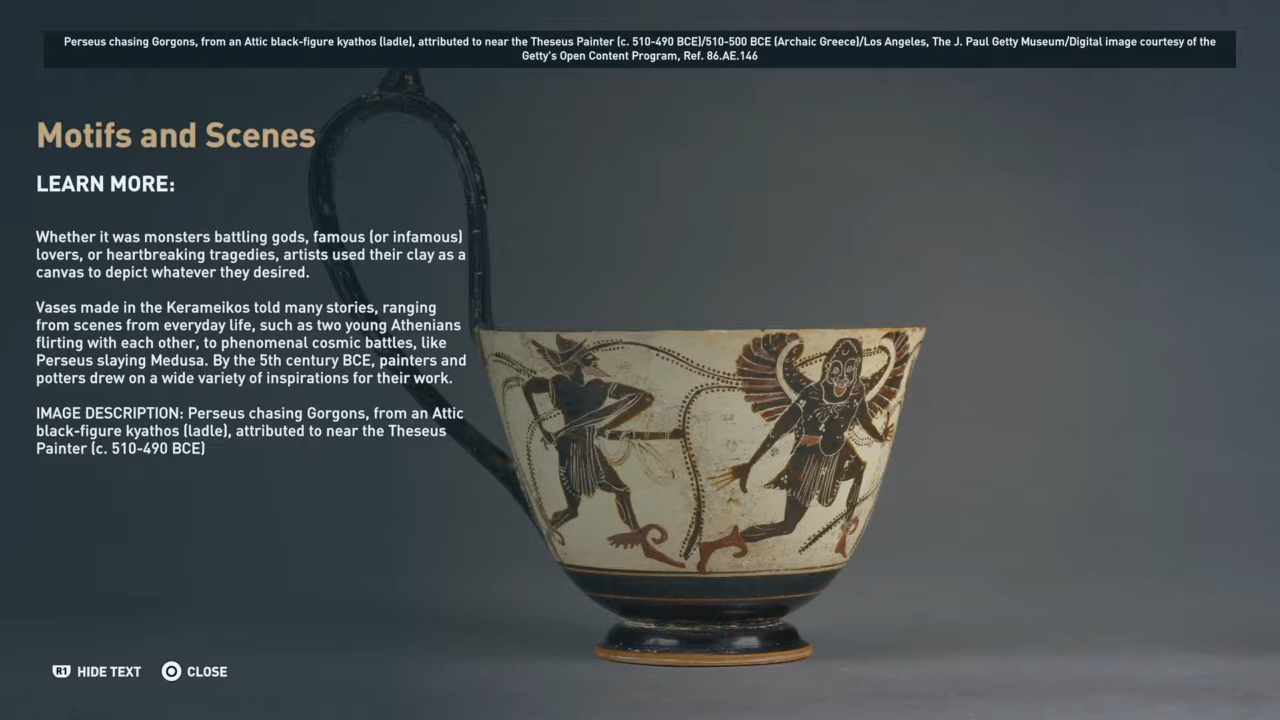 Perseus chasing Gorgons, from an Attic black-figure kyathos (ladle), attributed to near the Theseus Painter (c. 510-490 BCE)/510-500 BCE (Archaic Greece)/Los Angeles, The J. Paul Getty Museum/Digital image courtesy of the
Getty's Open Content Program, Ref. 86.AE.146
Motifs and Scenes
LEARN MORE:
Whether it was monsters battling gods, famous (or infamous)
lovers, or heartbreaking tragedies, artists used their clay as a
canvas to depict whatever they desired.
Vases made in the Kerameikos told many stories, ranging
from scenes from everyday life, such as two young Athenians
flirting with each other, to phenomenal cosmic battles, like
Perseus slaying Medusa. By the 5th century BCE, painters and
potters drew on a wide variety of inspirations for their work.
IMAGE DESCRIPTION: Perseus chasing Gorgons, from an Attic
black-figure kyathos (ladle), attributed to near the Theseus
Painter (c. 510-490 BCE)
R1 HIDE TEXT CLOSE